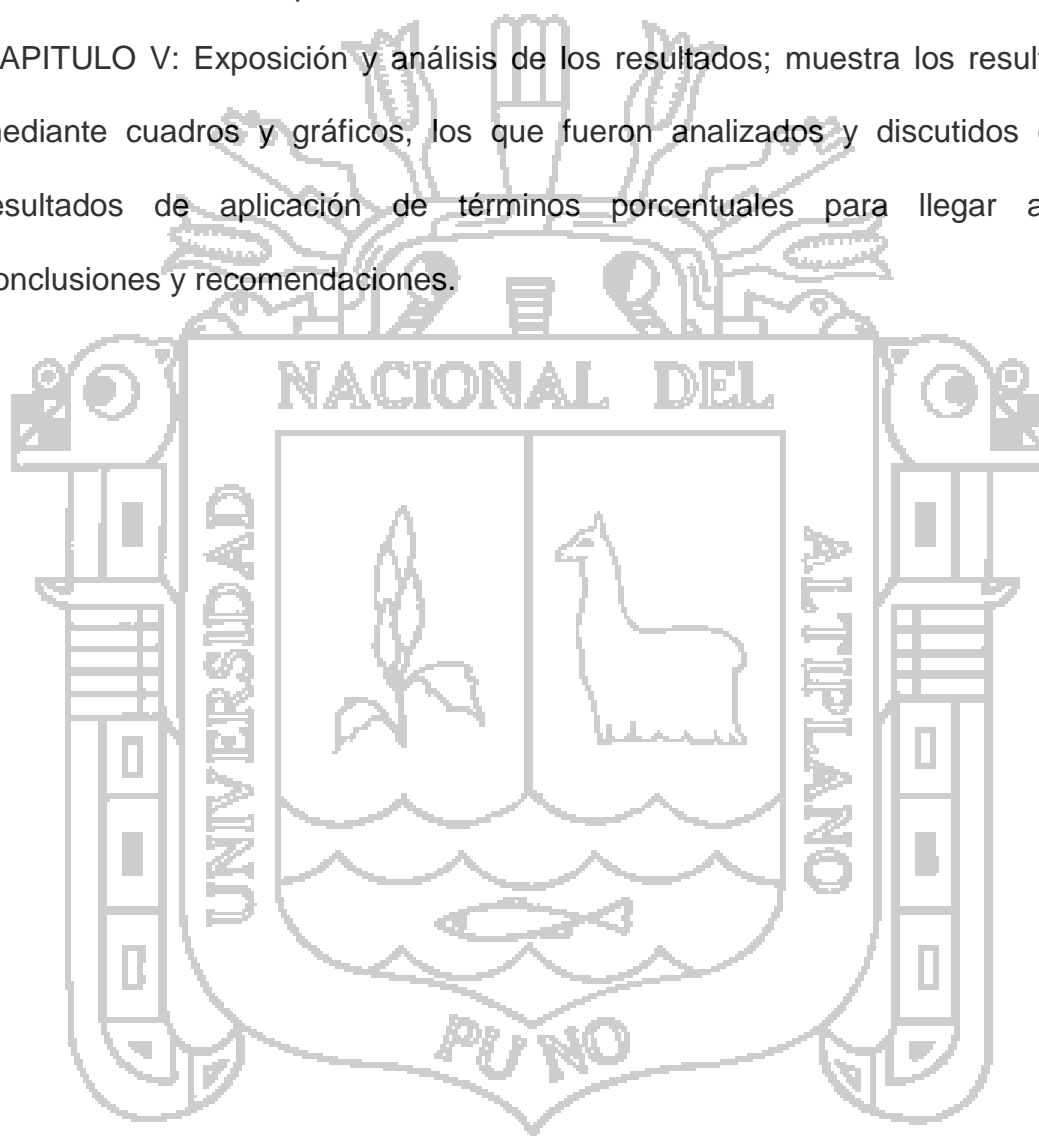 APITULO V: Exposición y análisis de los resultados; muestra los result
mediante cuadros y gráficos, los que fueron analizados y discutidos
esultados de aplicación de términos porcentuales para llegar a
onclusiones y recomendaciones.
NACIONAL DEL
UNIVERSIDAD
ALTIPLANO
PUNO